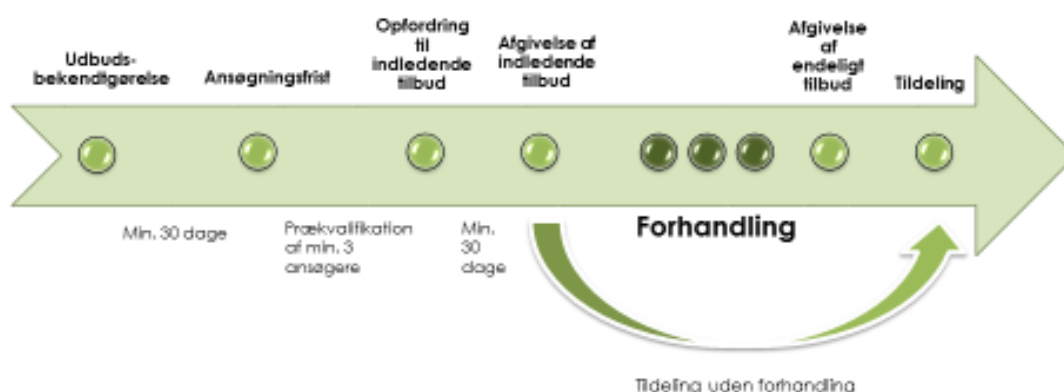 Udbuds-
bekendtgørelse
Ansøgningsfrist
Opfordring
til
indledende
tilbud
Afgivelse af
indledende
tilbud
Afgivelse
af
endeligt
tilbud
Tildeling
Min. 30 dage
Prækvalifikation
af min. 3
ansøgere
Min.
30
dage
Forhandling
Tildeling uden forhandling